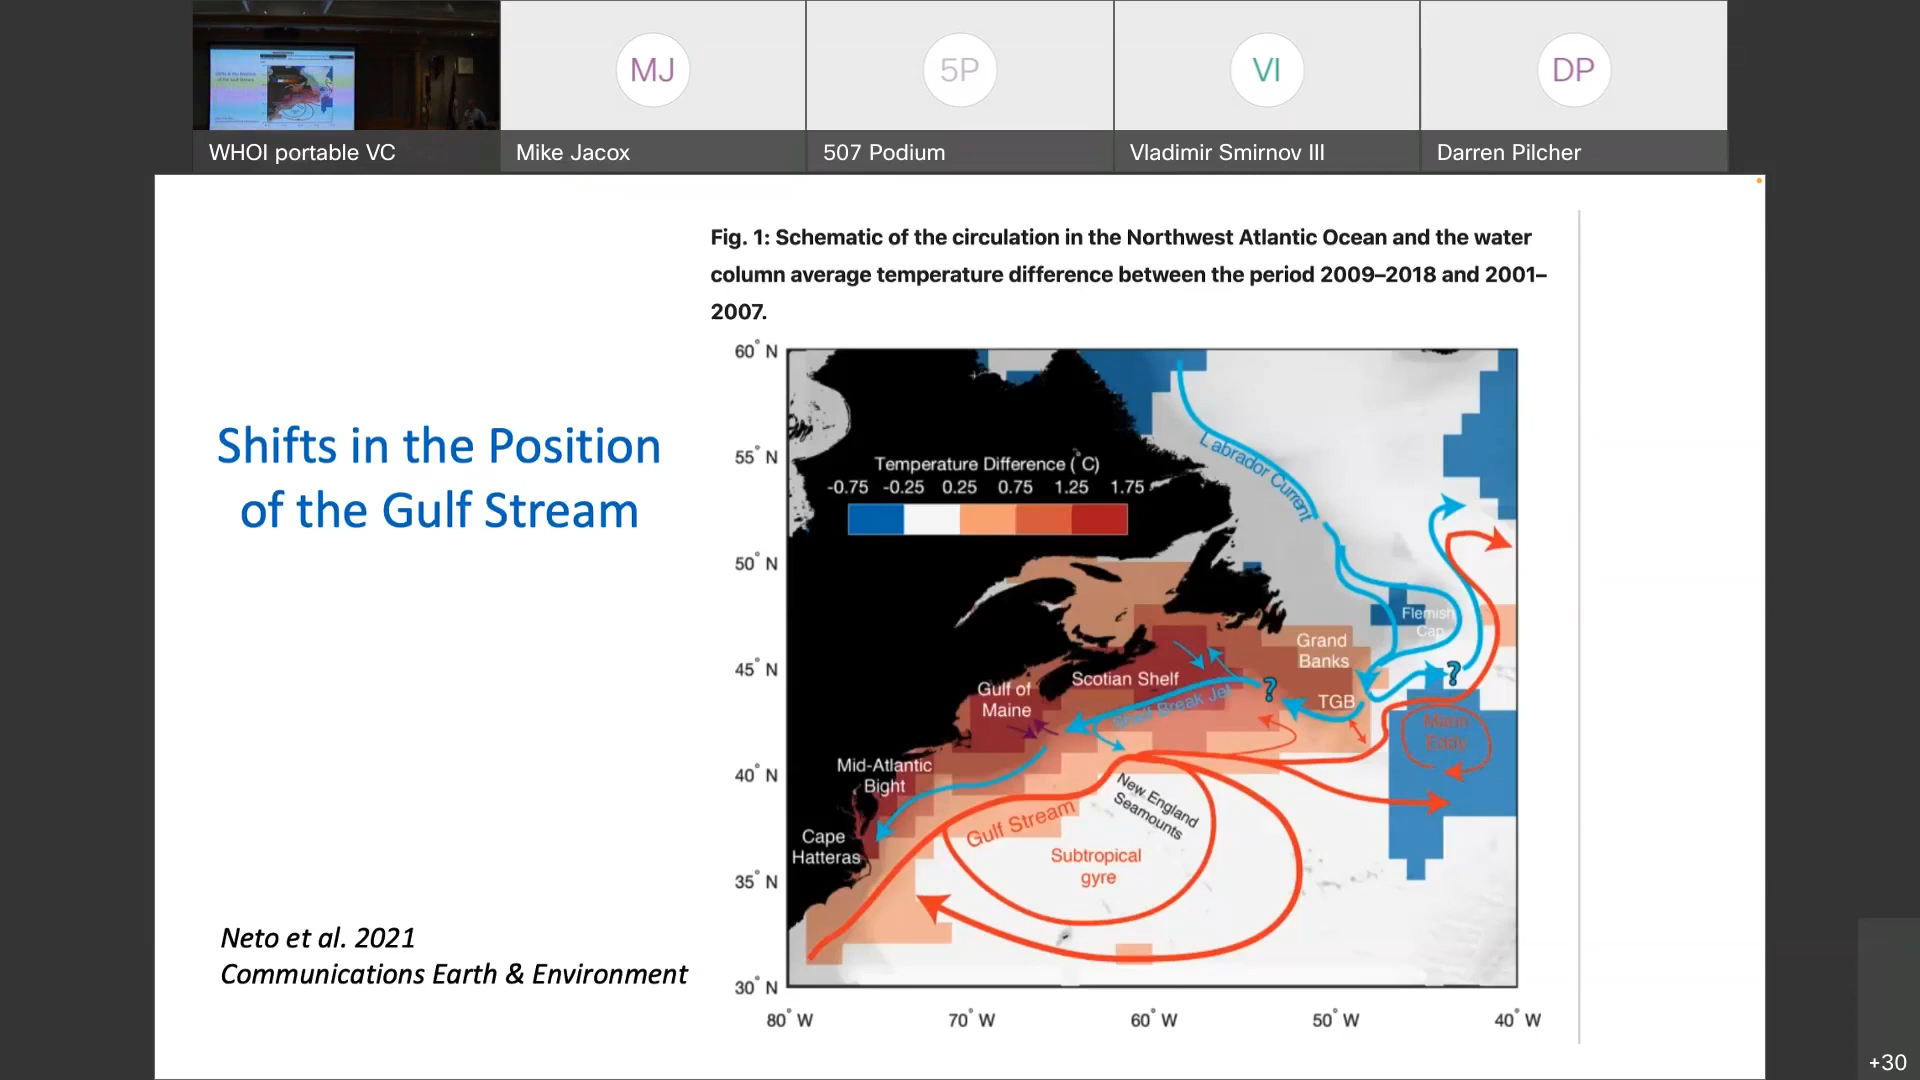 MJ
5P
VI
DP
WHOI portable VC
Mike Jacox
507 Podium
Vladimir Smirnov III
Darren Pilcher
Fig. 1: Schematic of the circulation in the Northwest Atlantic Ocean and the water
column average temperature difference between the period 2009–2018 and 2001–
2007.
Shifts in the Position
of the Gulf Stream
Neto et al. 2021
Communications Earth & Environment
60° N
55° N
50° N
45° N
40° N
35° N
30° N
80° W
70° W
60° W
50° W
40° W
Temperature Difference (°C)
-0.75 -0.25 0.25 0.75 1.25 1.75
Labrador Current
Flemish
Cap
Grand
Banks
?
?
TGB
Scotian Shelf
Shelf Break Jet
Gulf of
Maine
Mann
Eddy
Mid-Atlantic
Bight
New England
Seamounts
Gulf Stream
Cape
Hatteras
Subtropical
gyre
+30